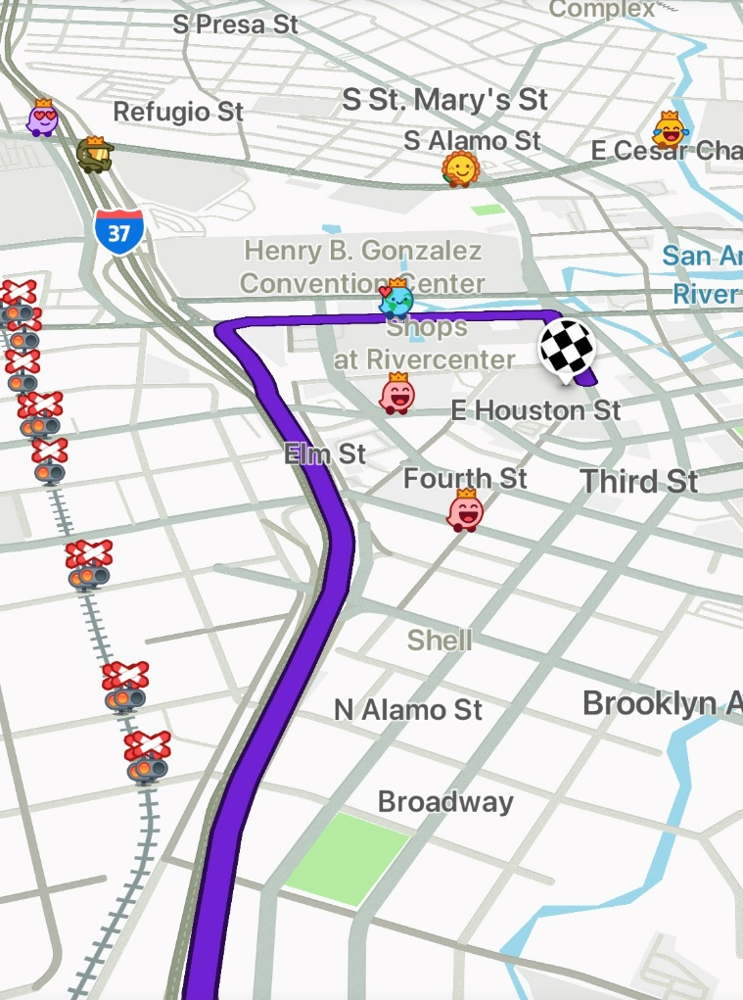 Complex
S Presa St
S St. Mary's St
Refugio St
S Alamo St
E Cesar Cha
37
Henry B. Gonzalez
Convention Center
San An
River
Shops
at Rivercenter
E Houston St
Elm St
Fourth St
Third St
Shell
N Alamo St
Brooklyn A
Broadway